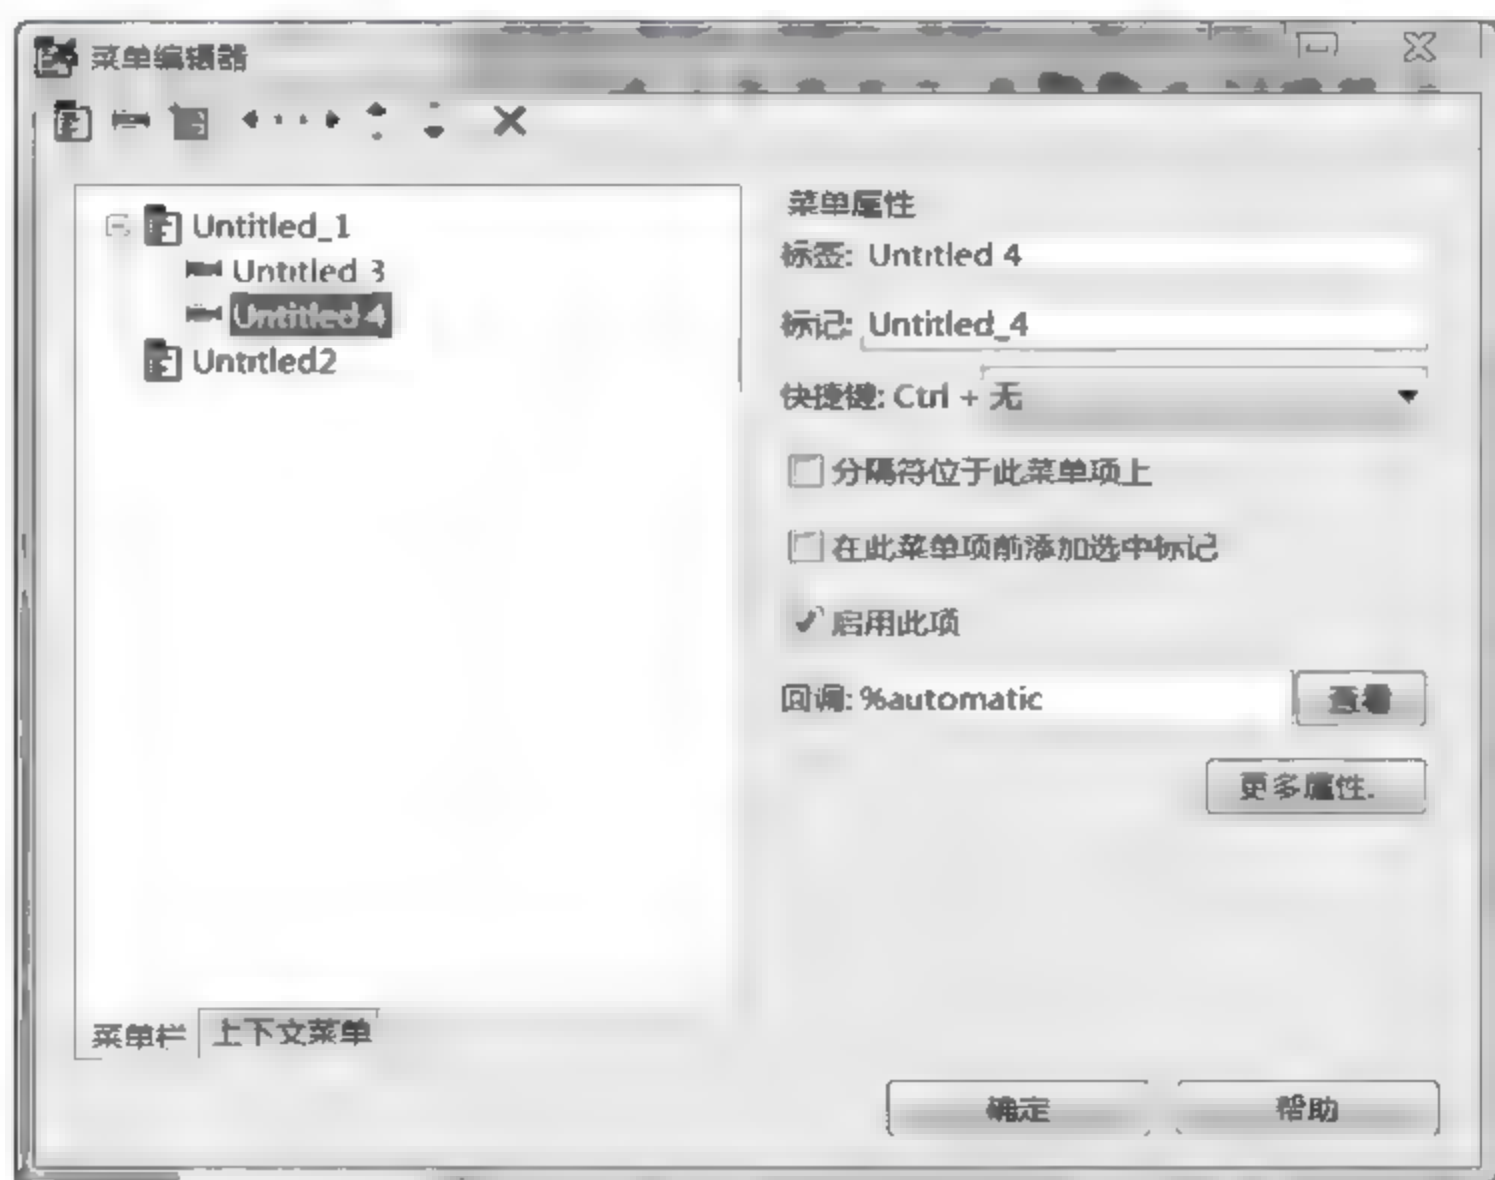 菜单编辑器
Untitled_1
Untitled 3
Untitled 4
Untitled2
菜单栏
上下文菜单
菜单属性
标签: Untitled 4
标记: Untitled_4
快捷键: Ctrl + 无
分隔符位于此菜单项上
在此菜单项前添加选中标记
启用此项
回调: %automatic
查看
更多属性.
确定
帮助